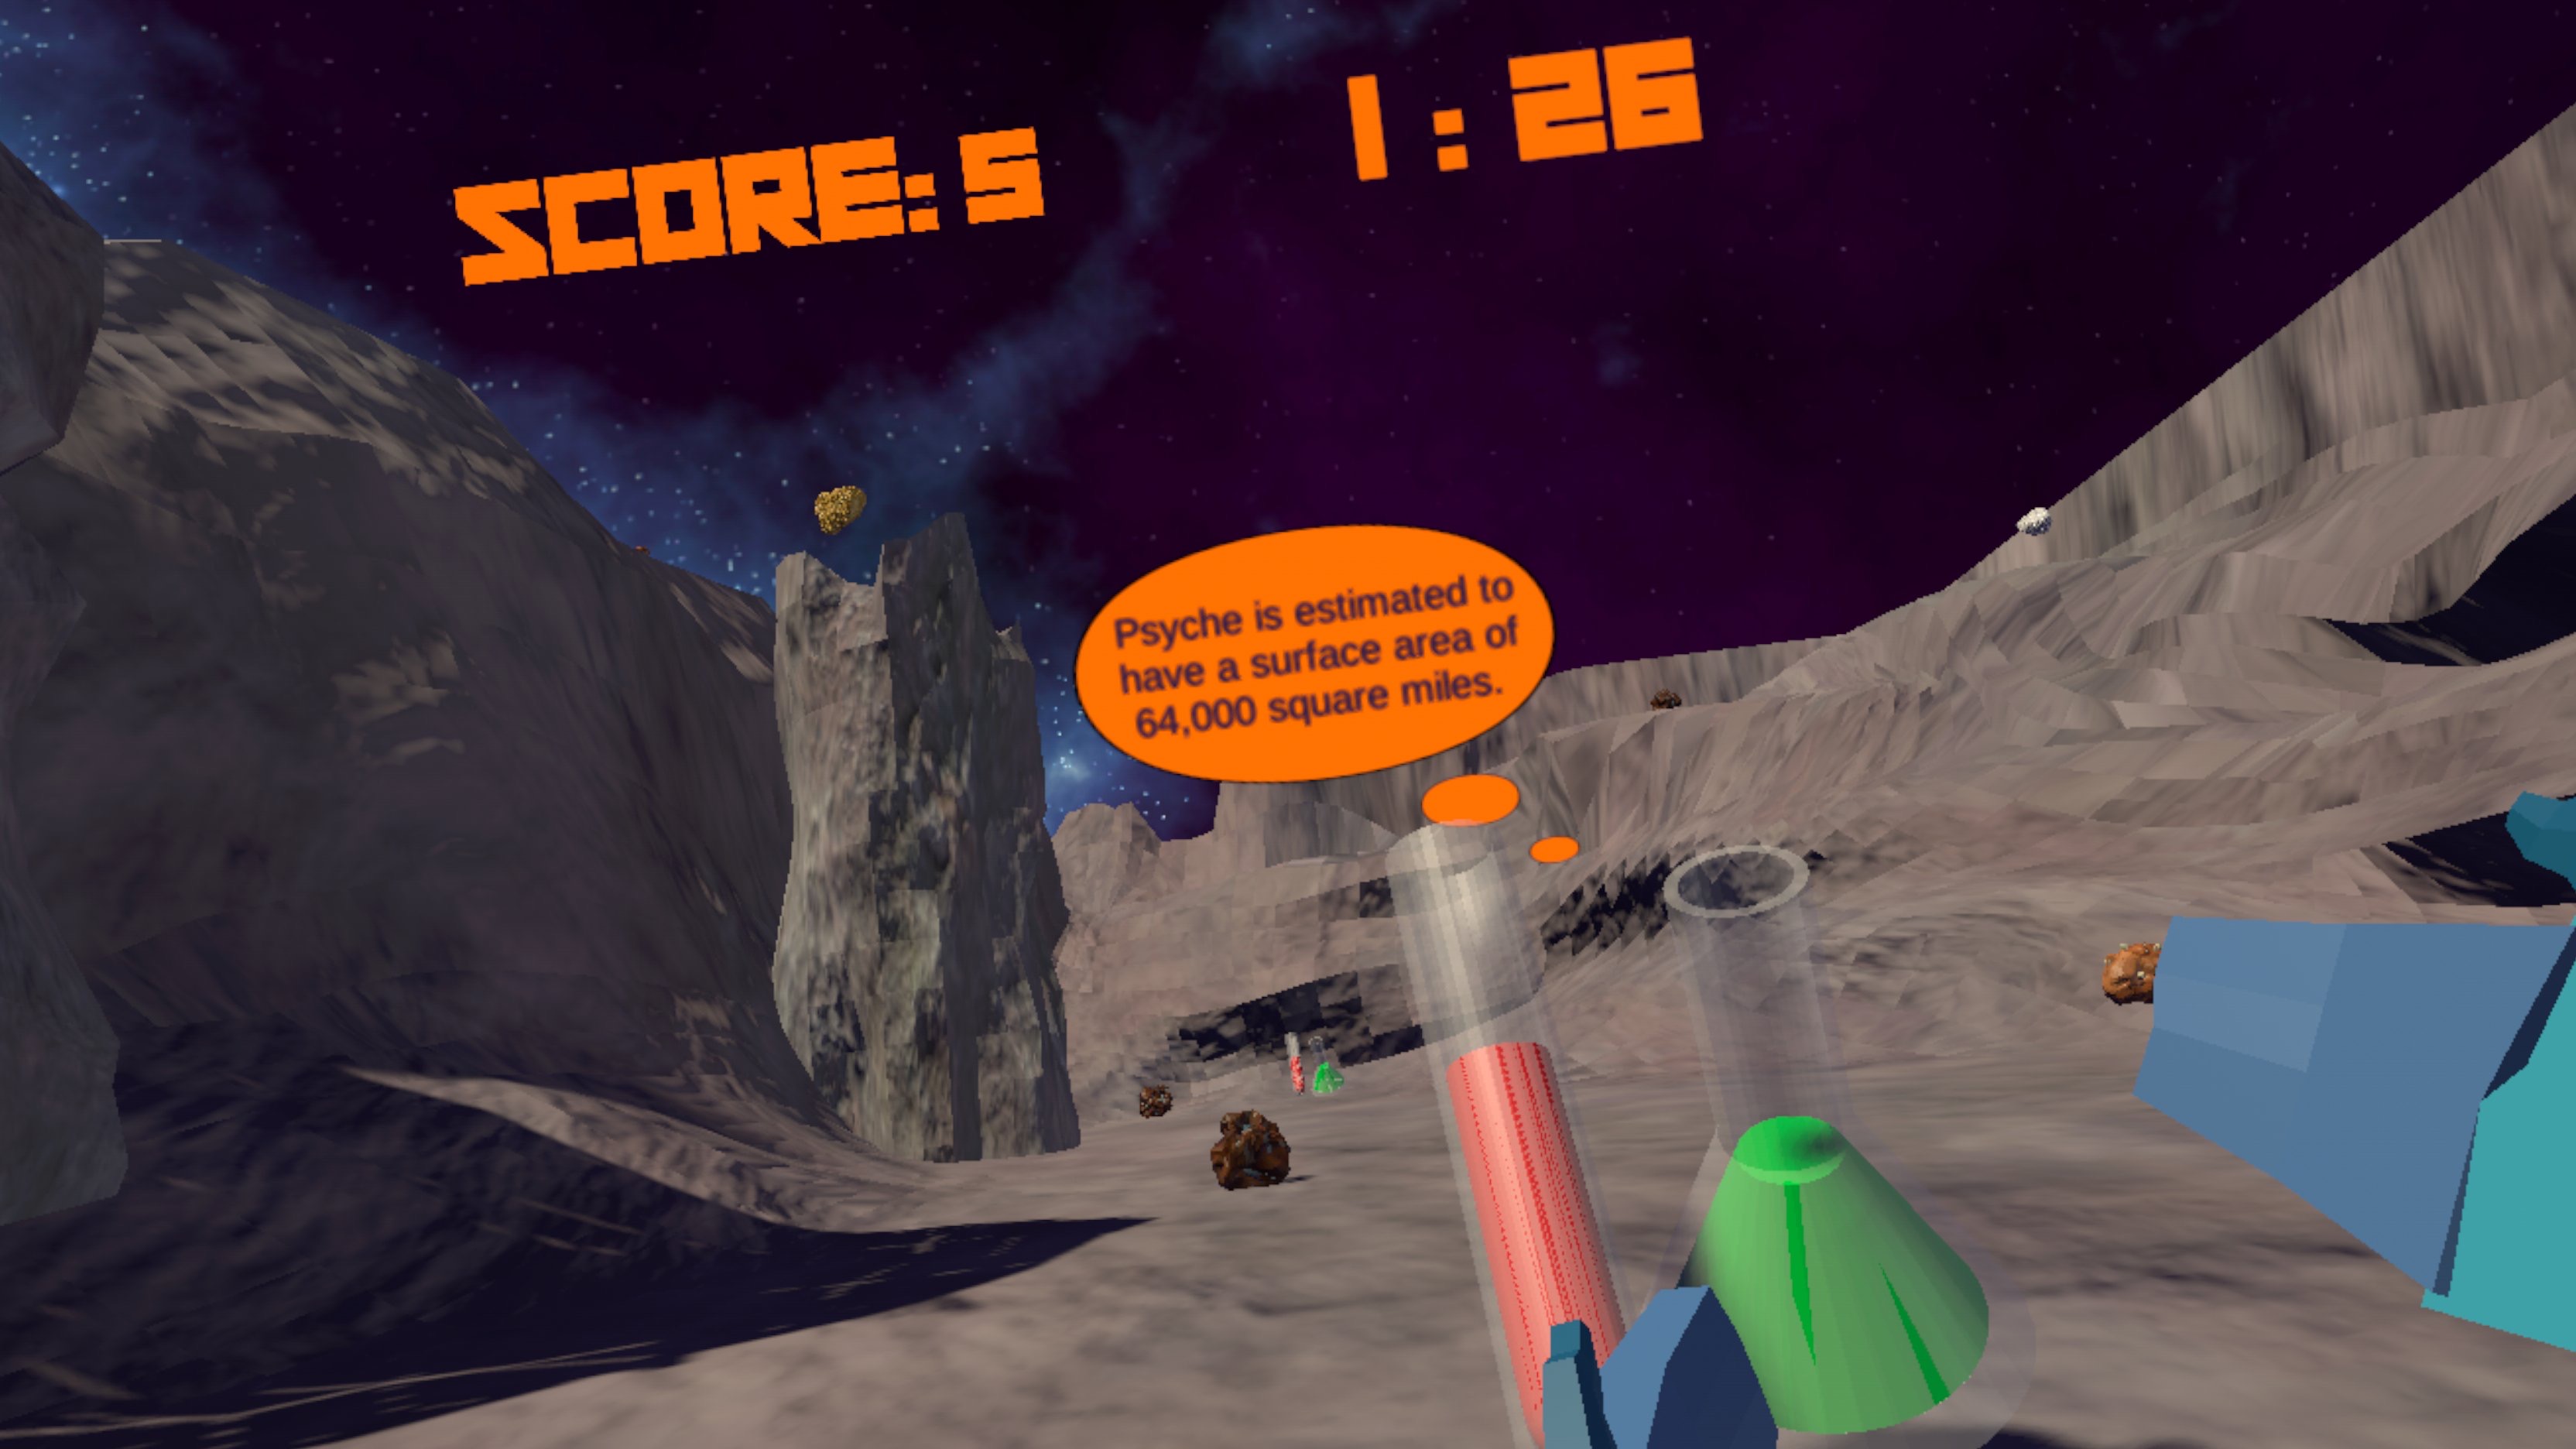 SCORE: 5
1 : 26
Psyche is estimated to
have a surface area of
64,000 square miles.